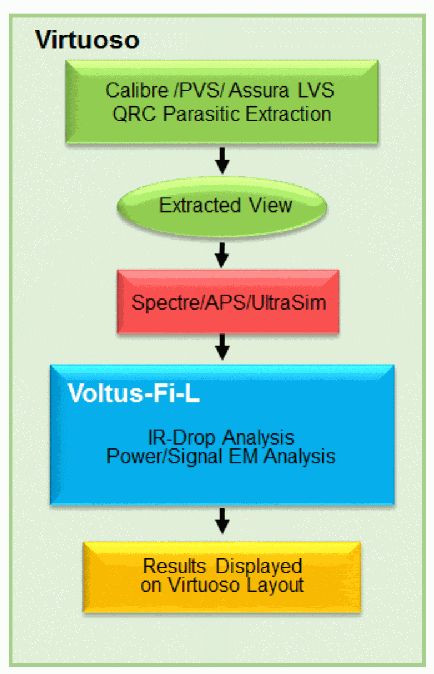 Virtuoso
Calibre /PVS/ Assura LVS
QRC Parasitic Extraction
Extracted View
Spectre/APS/UltraSim
Voltus-Fi-L
IR-Drop Analysis
Power/Signal EM Analysis
Results Displayed
on Virtuoso Layout